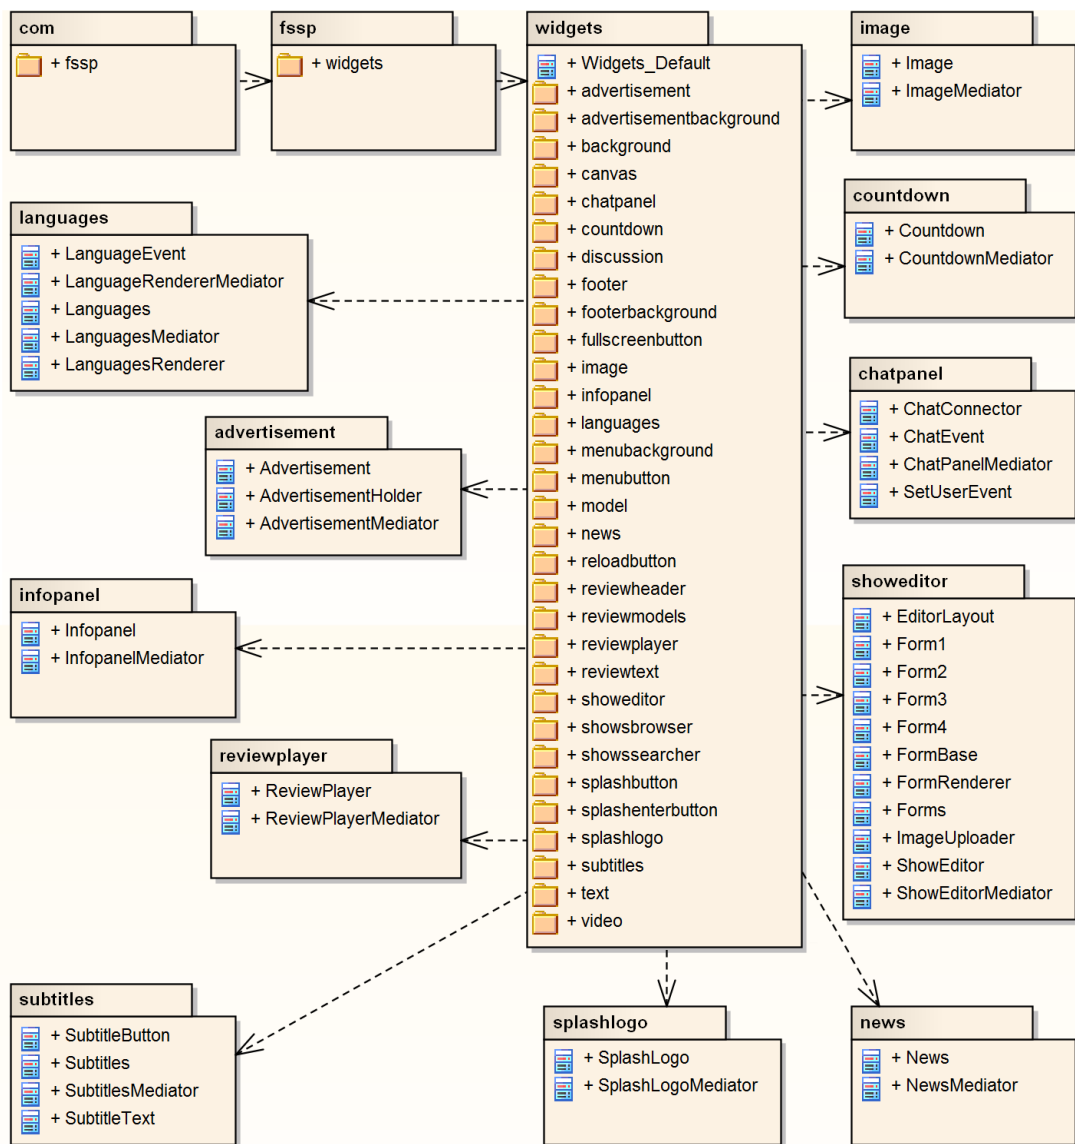 com
+ fssp
fssp
+ widgets
widgets
+ Widgets_Default
+ advertisement
+ advertisementbackground
+ background
+ canvas
+ chatpanel
+ countdown
+ discussion
+ footer
+ footerbackground
+ fullscreenbutton
+ image
+ infopanel
+ languages
+ menubackground
+ menubutton
+ model
+ news
+ reloadbutton
+ reviewheader
+ reviewmodels
+ reviewplayer
+ reviewtext
+ showeditor
+ showsbrowser
+ showssearcher
+ splashbutton
+ splashenterbutton
+ splashlogo
+ subtitles
+ text
+ video
image
+ Image
+ ImageMediator
languages
+ LanguageEvent
+ LanguageRendererMediator
+ Languages
+ LanguagesMediator
+ LanguagesRenderer
countdown
+ Countdown
+ CountdownMediator
chatpanel
+ ChatConnector
+ ChatEvent
+ ChatPanelMediator
+ SetUserEvent
advertisement
+ Advertisement
+ AdvertisementHolder
+ AdvertisementMediator
infopanel
+ Infopanel
+ InfopanelMediator
showeditor
+ EditorLayout
+ Form1
+ Form2
+ Form3
+ Form4
+ FormBase
+ FormRenderer
+ Forms
+ ImageUploader
+ ShowEditor
+ ShowEditorMediator
reviewplayer
+ ReviewPlayer
+ ReviewPlayerMediator
subtitles
+ SubtitleButton
+ Subtitles
+ SubtitlesMediator
+ SubtitleText
splashlogo
+ SplashLogo
+ SplashLogoMediator
news
+ News
+ NewsMediator